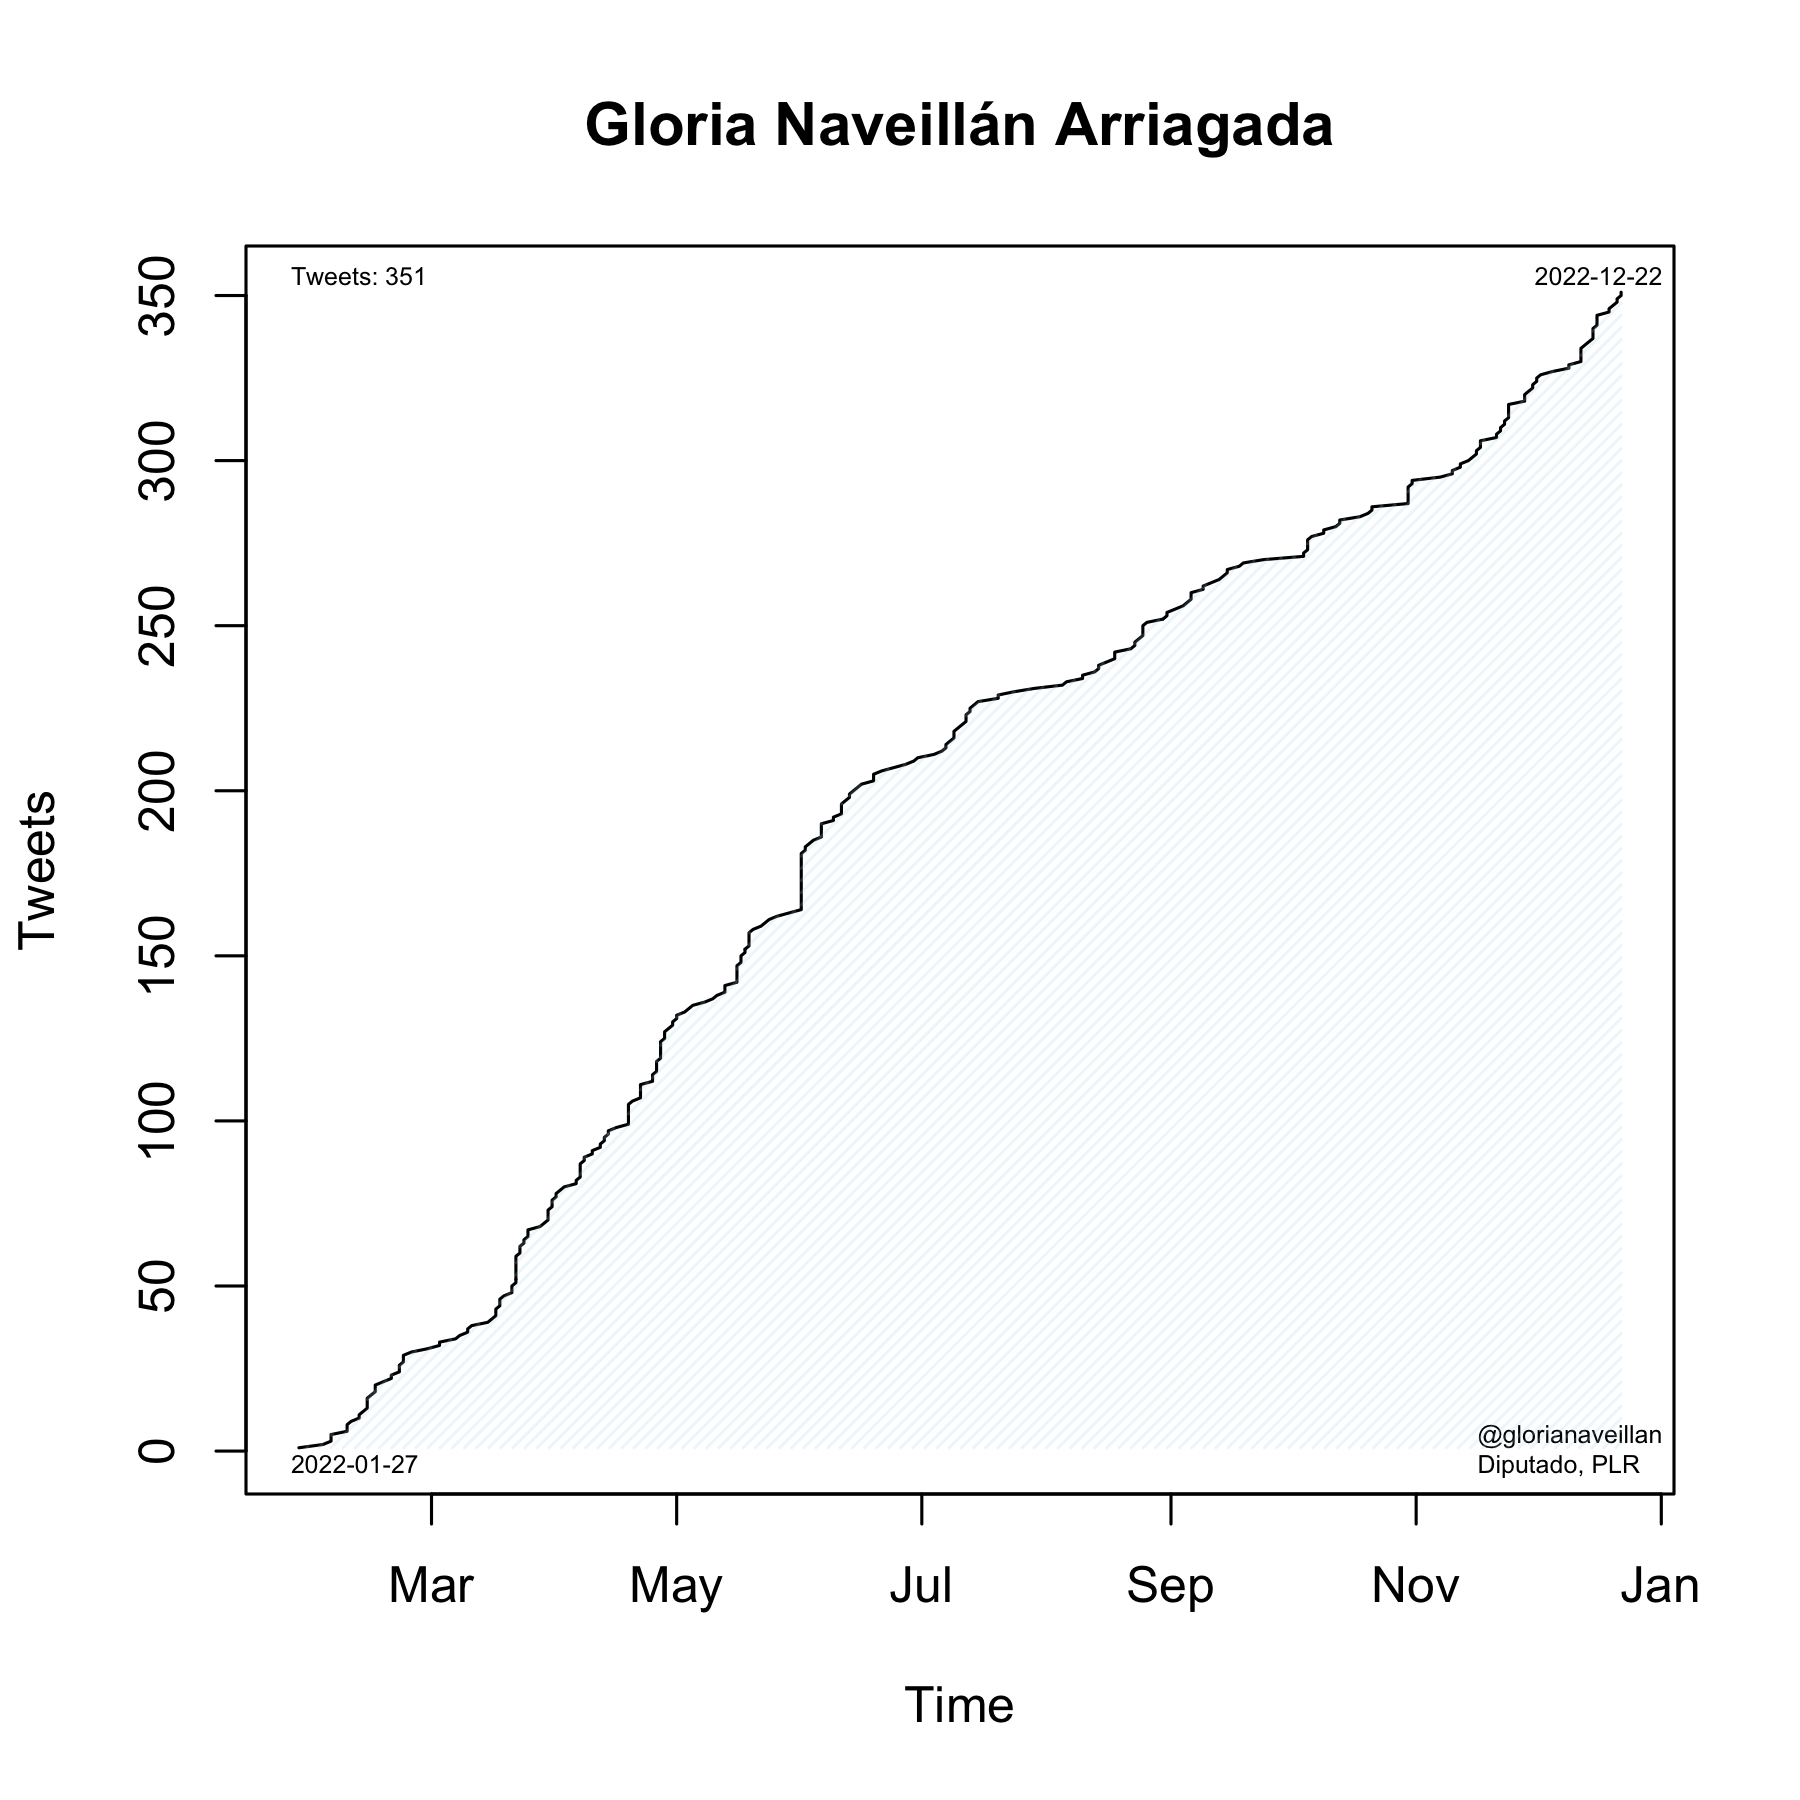 Gloria Naveillán Arriagada
Tweets: 351
2022-12-22
350
300
250
200
150
100
50
0
Tweets
@glorianaveillan
2022-01-27
Diputado, PLR
Mar May Jul Sep Nov Jan
Time